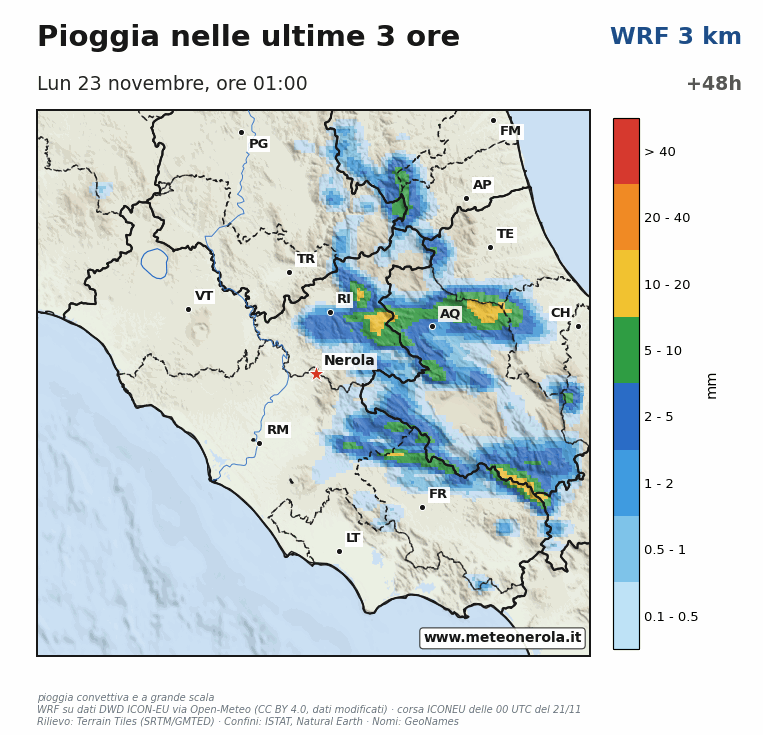 Pioggia nelle ultime 3 ore
WRF 3 km
Lun 23 novembre, ore 01:00
+48h
FM
PG
AP
TE
TR
RI
VT
AQ
CH
Nerola
RM
FR
LT
www.meteonerola.it
> 40
20 - 40
10 - 20
5 - 10
2 - 5
1 - 2
0.5 - 1
0.1 - 0.5
mm
pioggia convettiva e a grande scala
WRF su dati DWD ICON-EU via Open-Meteo (CC BY 4.0, dati modificati) · corsa ICONEU delle 00 UTC del 21/11
Rilievo: Terrain Tiles (SRTM/GMTED) · Confini: ISTAT, Natural Earth · Nomi: GeoNames